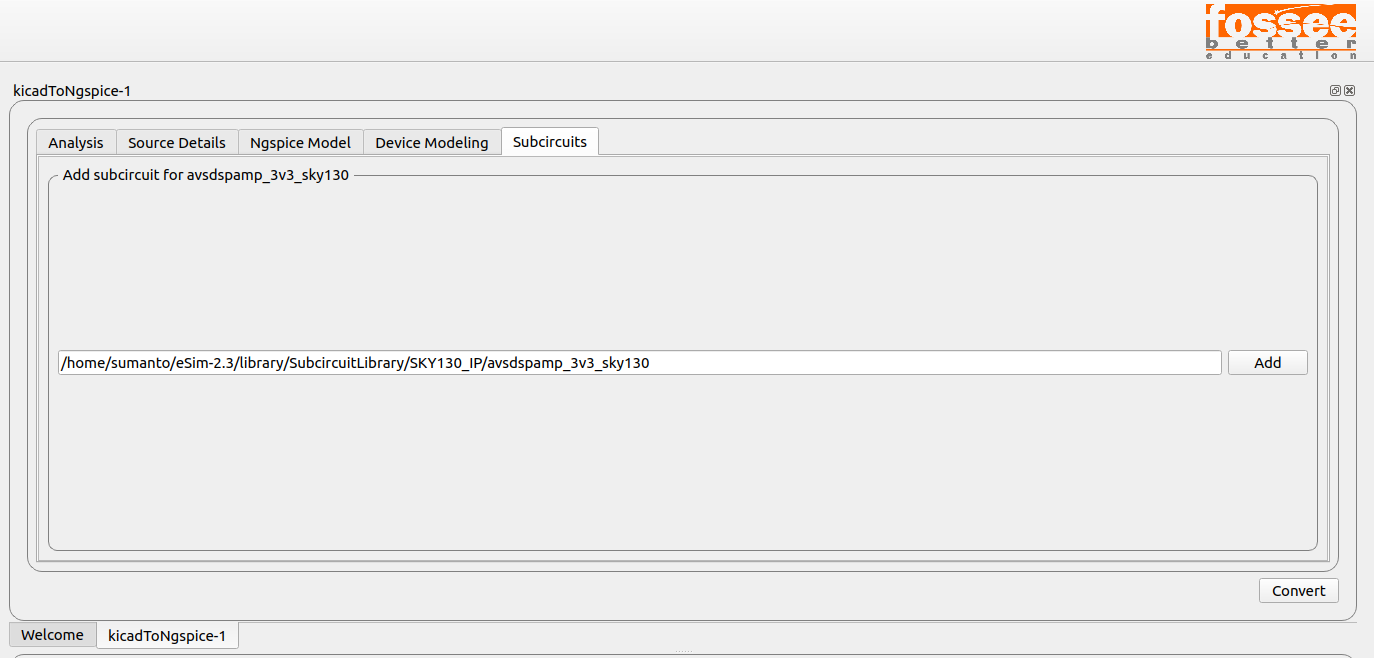 fossee
better
education
kicadToNgspice-1
Analysis Source Details Ngspice Model Device Modeling Subcircuits
Add subcircuit for avsdspamp_3v3_sky130
/home/sumanto/eSim-2.3/library/SubcircuitLibrary/SKY130_IP/avsdspamp_3v3_sky130 Add
Convert
Welcome kicadToNgspice-1